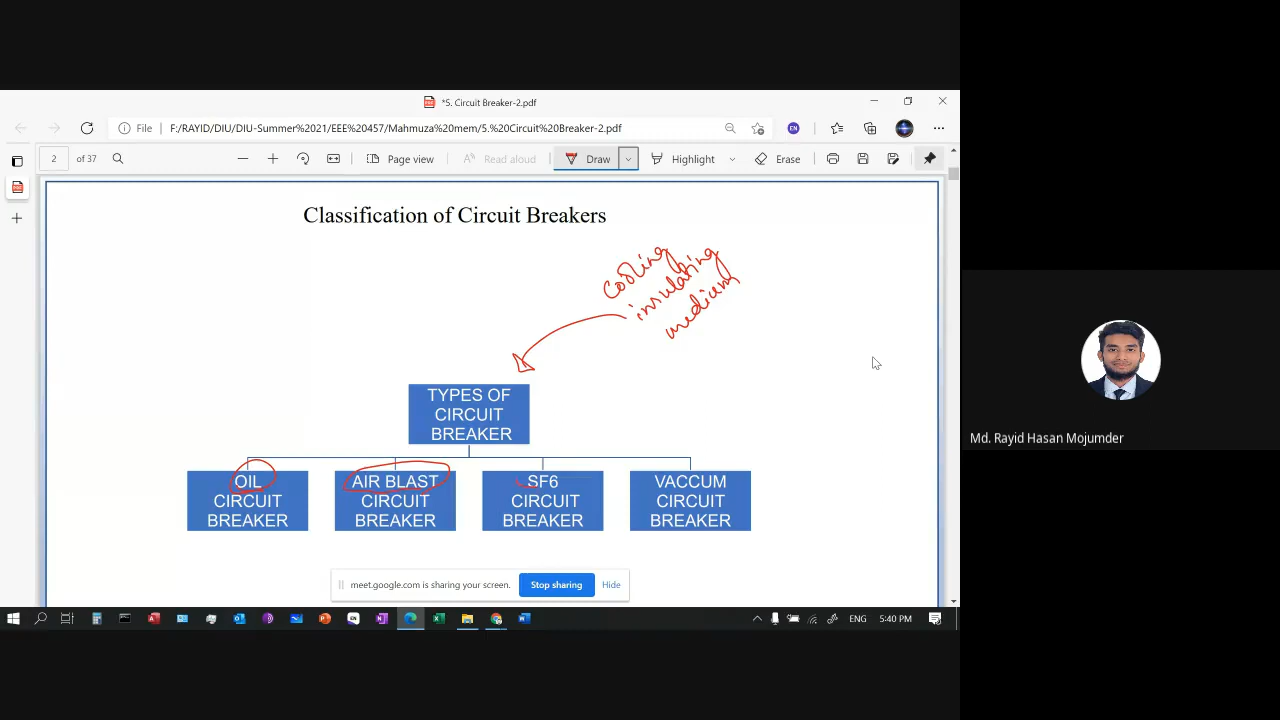 *5. Circuit Breaker-2.pdf
File
F:/RAYID/DIU/DIU-Summer%2021/EEE%20457/Mahmuza%20mem/5.%20Circuit%20Breaker-2.pdf
EN
2
of 37
Page view
Read aloud
Draw
Highlight
Erase
Classification of Circuit Breakers
Cooling
insulating
medium
TYPES OF
CIRCUIT
BREAKER
OIL
CIRCUIT
BREAKER
AIR BLAST
CIRCUIT
BREAKER
SF6
CIRCUIT
BREAKER
VACCUM
CIRCUIT
BREAKER
meet.google.com is sharing your screen.
Stop sharing
Hide
ENG
5:40 PM
Md. Rayid Hasan Mojumder